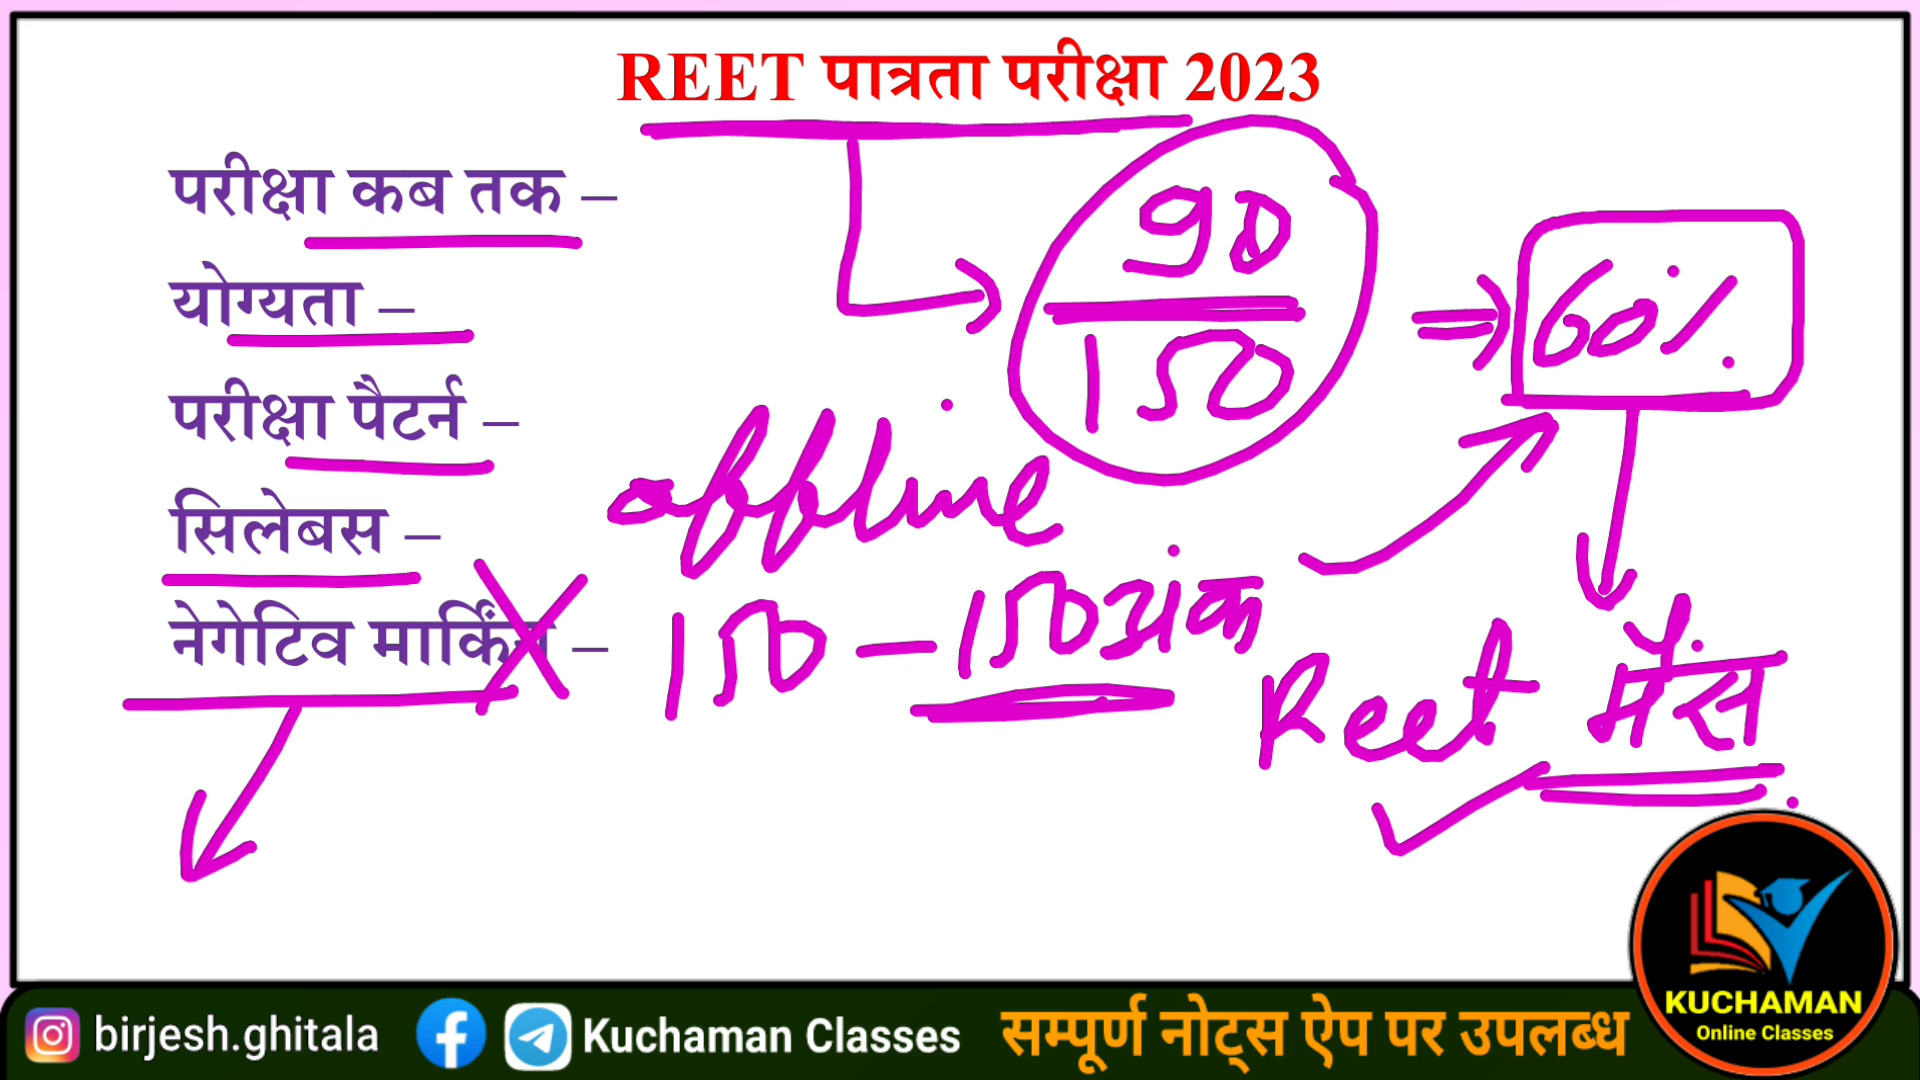 REET पात्रता परीक्षा 2023
परीक्षा कब तक –
90
150
60%.
योग्यता –
परीक्षा पैटर्न –
offline
सिलेबस –
नेगेटिव मार्किंग –
150 – 150 अंक
Reet मैंस
KUCHAMAN
Online Classes
birjesh.ghitala
Kuchaman Classes
सम्पूर्ण नोट्स ऐप पर उपलब्ध